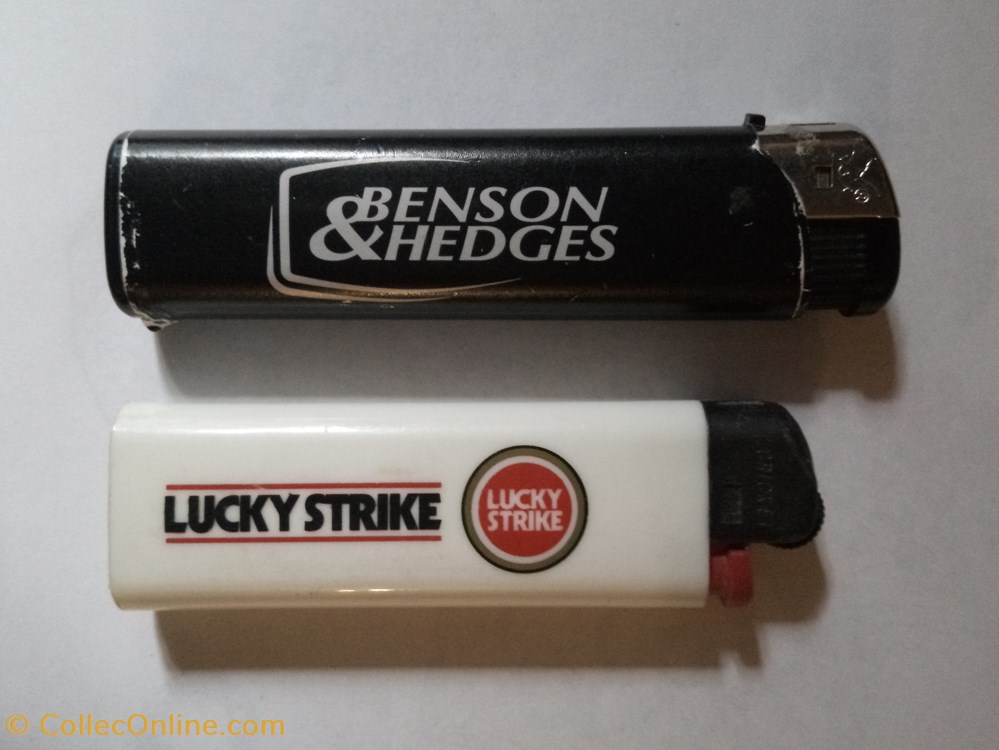 BENSON
& HEDGES
LUCKY STRIKE
LUCKY
STRIKE
© CollecOnline.com